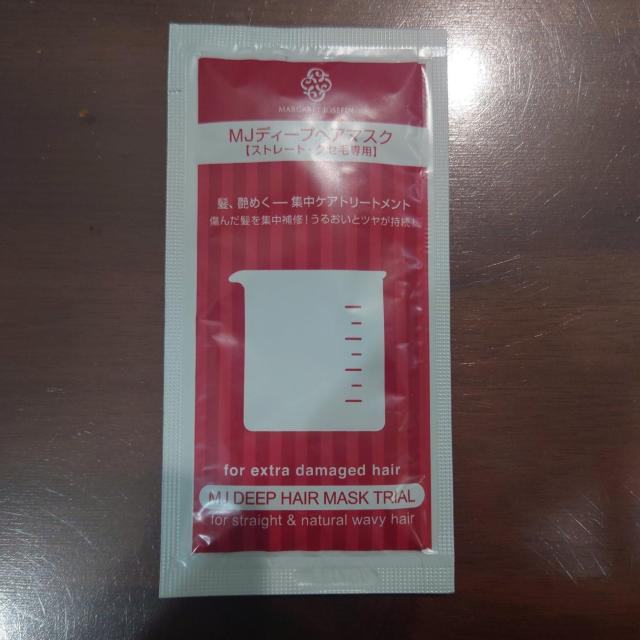 MARGARET JOSEFIN
MJディープヘアマスク
【ストレート・クセ毛専用】
髪、艶めく― 集中ケアトリートメント
傷んだ髪を集中補修!うるおいとツヤが持続!
for extra damaged hair
MJ DEEP HAIR MASK TRIAL
for straight & natural wavy hair